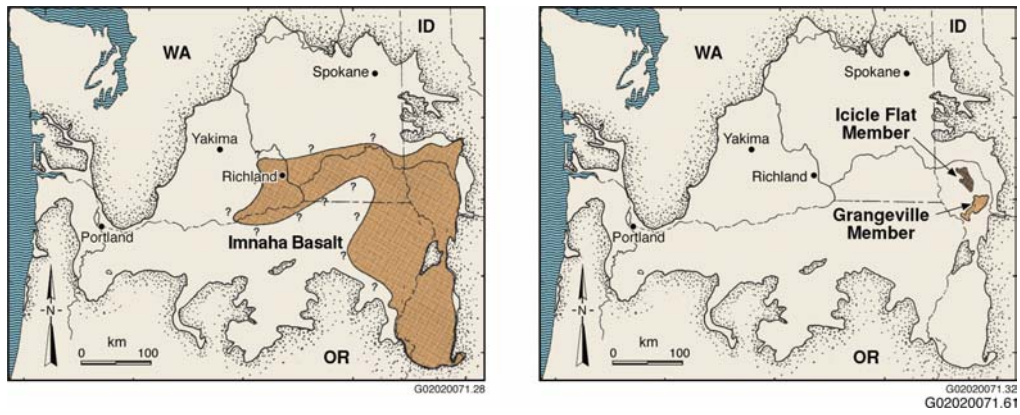 WA
ID
Spokane
Yakima
?
?
Richland
?
?
?
?
Portland
Imnaha Basalt
?
?
N
km
0 100
OR
G02020071.28
WA
ID
Spokane
Icicle Flat
Member
Yakima
Richland
Grangeville
Member
Portland
N
km
0 100
OR
G02020071.32
G02020071.61